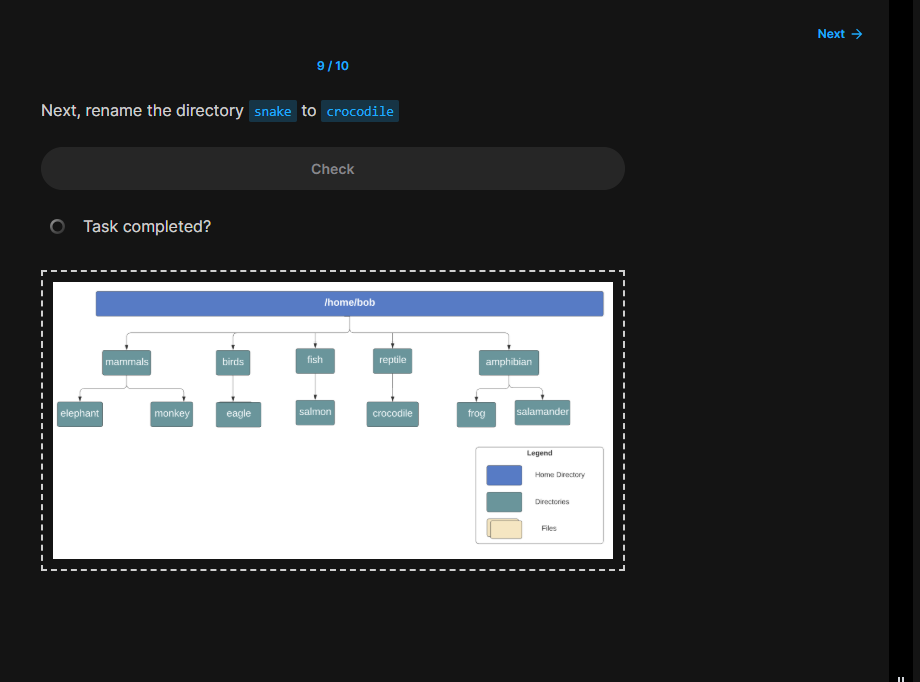 Next →
9 / 10
Next, rename the directory snake to crocodile
Check
Task completed?
/home/bob
mammals birds fish reptile amphibian
elephant monkey eagle salmon crocodile frog salamander
Legend
Home Directory
Directories
Files